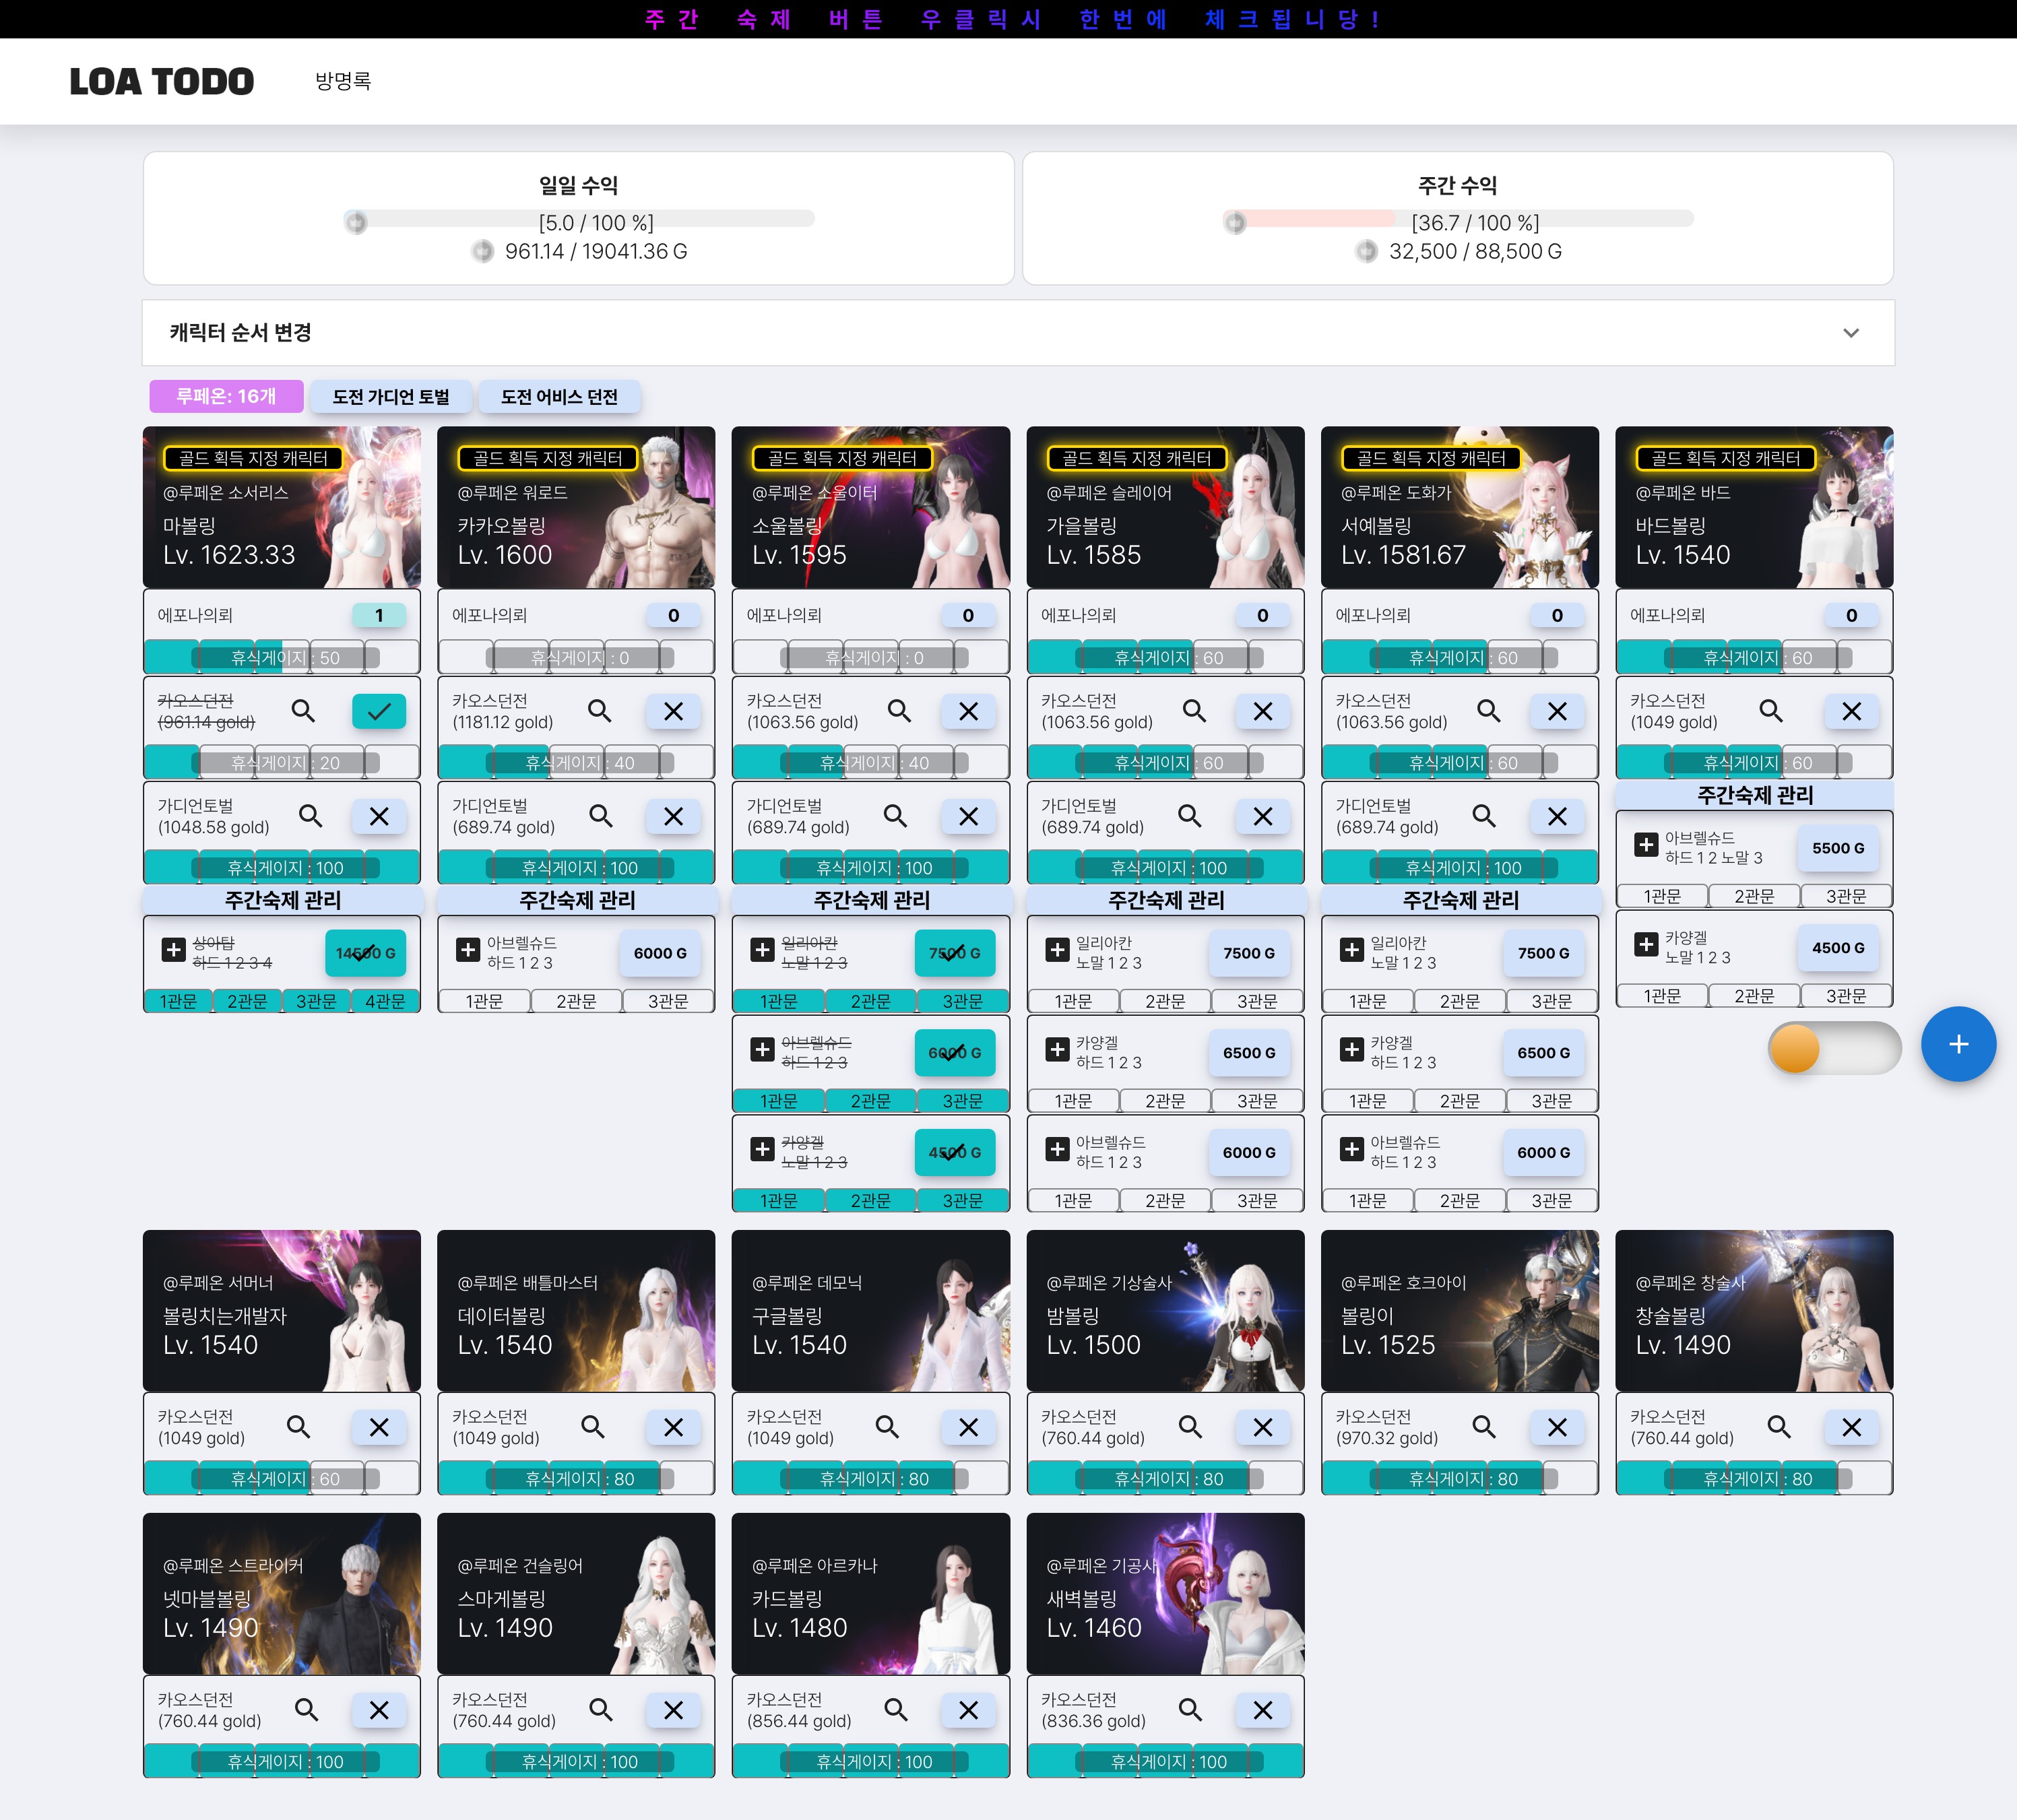 주간 숙제 버튼 우클릭시 한번에 체크됩니당!
LOA TODO
방명록
일일 수익
[5.0 / 100 %]
961.14 / 19041.36 G
주간 수익
[36.7 / 100 %]
32,500 / 88,500 G
캐릭터 순서 변경
루페온: 16개
도전 가디언 토벌
도전 어비스 던전
골드 획득 지정 캐릭터
@루페온 소서리스
마볼링
Lv. 1623.33
에포나의뢰
1
휴식게이지 : 50
카오스던전
(961.14 gold)
휴식게이지 : 20
가디언토벌
(1048.58 gold)
휴식게이지 : 100
주간숙제 관리
상아탑
하드 1 2 3 4
14500 G
1관문
2관문
3관문
4관문
골드 획득 지정 캐릭터
@루페온 워로드
카카오볼링
Lv. 1600
에포나의뢰
0
휴식게이지 : 0
카오스던전
(1181.12 gold)
휴식게이지 : 40
가디언토벌
(689.74 gold)
휴식게이지 : 100
주간숙제 관리
아브렐슈드
하드 1 2 3
6000 G
1관문
2관문
3관문
골드 획득 지정 캐릭터
@루페온 소울이터
소울볼링
Lv. 1595
에포나의뢰
0
휴식게이지 : 0
카오스던전
(1063.56 gold)
휴식게이지 : 40
가디언토벌
(689.74 gold)
휴식게이지 : 100
주간숙제 관리
일리아칸
노말 1 2 3
7500 G
1관문
2관문
3관문
아브렐슈드
하드 1 2 3
6000 G
1관문
2관문
3관문
카양겔
노말 1 2 3
4500 G
1관문
2관문
3관문
골드 획득 지정 캐릭터
@루페온 슬레이어
가을볼링
Lv. 1585
에포나의뢰
0
휴식게이지 : 60
카오스던전
(1063.56 gold)
휴식게이지 : 60
가디언토벌
(689.74 gold)
휴식게이지 : 100
주간숙제 관리
일리아칸
노말 1 2 3
7500 G
1관문
2관문
3관문
카양겔
하드 1 2 3
6500 G
1관문
2관문
3관문
아브렐슈드
하드 1 2 3
6000 G
1관문
2관문
3관문
골드 획득 지정 캐릭터
@루페온 도화가
서예볼링
Lv. 1581.67
에포나의뢰
0
휴식게이지 : 60
카오스던전
(1063.56 gold)
휴식게이지 : 60
가디언토벌
(689.74 gold)
휴식게이지 : 100
주간숙제 관리
일리아칸
노말 1 2 3
7500 G
1관문
2관문
3관문
카양겔
하드 1 2 3
6500 G
1관문
2관문
3관문
아브렐슈드
하드 1 2 3
6000 G
1관문
2관문
3관문
골드 획득 지정 캐릭터
@루페온 바드
바드볼링
Lv. 1540
에포나의뢰
0
휴식게이지 : 60
카오스던전
(1049 gold)
휴식게이지 : 60
주간숙제 관리
아브렐슈드
하드 1 2 노말 3
5500 G
1관문
2관문
3관문
카양겔
노말 1 2 3
4500 G
1관문
2관문
3관문
@루페온 서머너
볼링치는개발자
Lv. 1540
카오스던전
(1049 gold)
휴식게이지 : 60
@루페온 배틀마스터
데이터볼링
Lv. 1540
카오스던전
(1049 gold)
휴식게이지 : 80
@루페온 데모닉
구글볼링
Lv. 1540
카오스던전
(1049 gold)
휴식게이지 : 80
@루페온 기상술사
밤볼링
Lv. 1500
카오스던전
(760.44 gold)
휴식게이지 : 80
@루페온 호크아이
볼링이
Lv. 1525
카오스던전
(970.32 gold)
휴식게이지 : 80
@루페온 창술사
창술볼링
Lv. 1490
카오스던전
(760.44 gold)
휴식게이지 : 80
@루페온 스트라이커
넷마블볼링
Lv. 1490
카오스던전
(760.44 gold)
휴식게이지 : 100
@루페온 건슬링어
스마게볼링
Lv. 1490
카오스던전
(760.44 gold)
휴식게이지 : 100
@루페온 아르카나
카드볼링
Lv. 1480
카오스던전
(856.44 gold)
휴식게이지 : 100
@루페온 기공사
새벽볼링
Lv. 1460
카오스던전
(836.36 gold)
휴식게이지 : 100